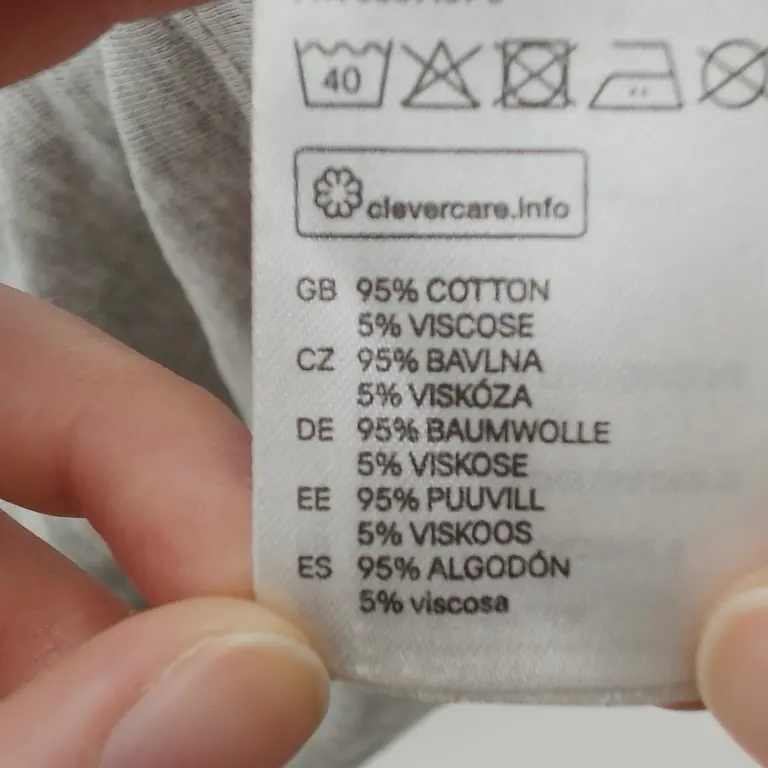 40
clevercare.info
GB 95% COTTON
5% VISCOSE
CZ 95% BAVLNA
5% VISKÓZA
DE 95% BAUMWOLLE
5% VISKOSE
EE 95% PUUVILL
5% VISKOOS
ES 95% ALGODÓN
5% viscosa